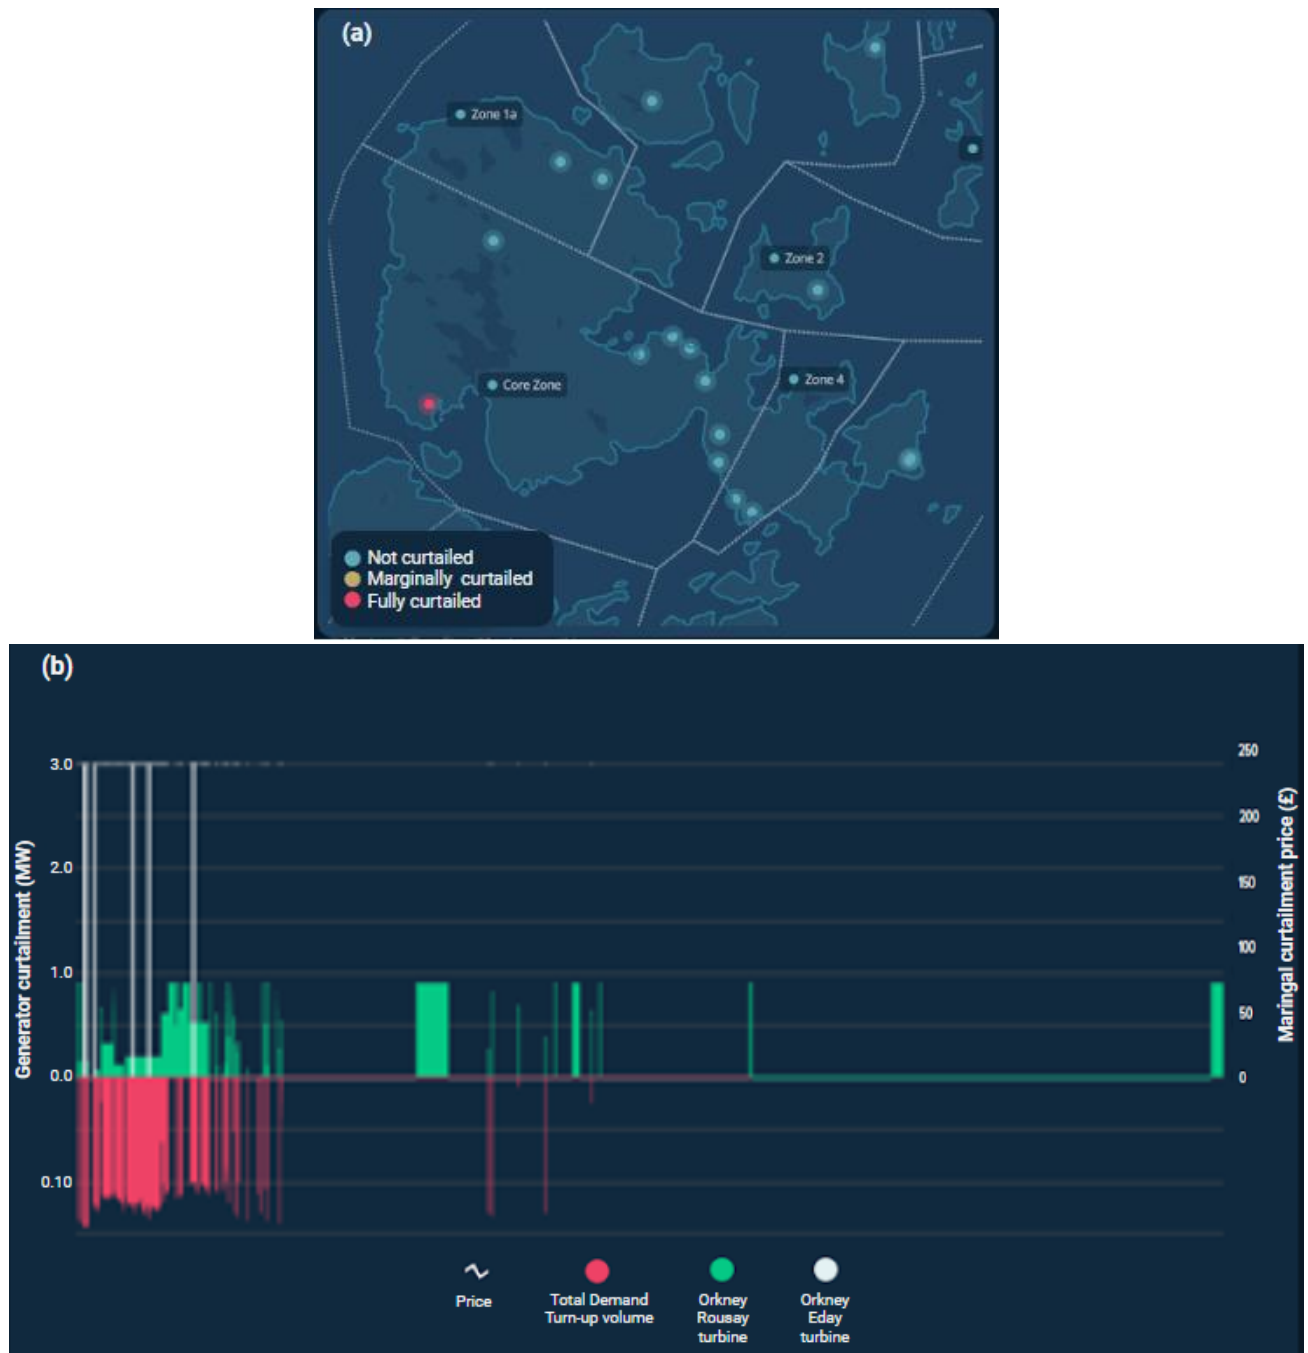 (a)
Zone 1a
Zone 2
Core Zone
Zone 4
Not curtailed
Marginally curtailed
Fully curtailed
(b)
Generator curtailment (MW)
3.0
2.0
1.0
0.0
0.10
250
200
150
100
50
0
Maringal curtailment price (£)
Price
Total Demand
Turn-up volume
Orkney
Rousay
turbine
Orkney
Eday
turbine